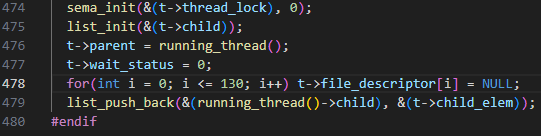 474 sema_init(&(t->thread_lock), 0);
475 list_init(&(t->child));
476 t->parent = running_thread();
477 t->wait_status = 0;
478 for(int i = 0; i <= 130; i++) t->file_descriptor[i] = NULL;
479 list_push_back(&(running_thread()->child), &(t->child_elem));
480 #endif